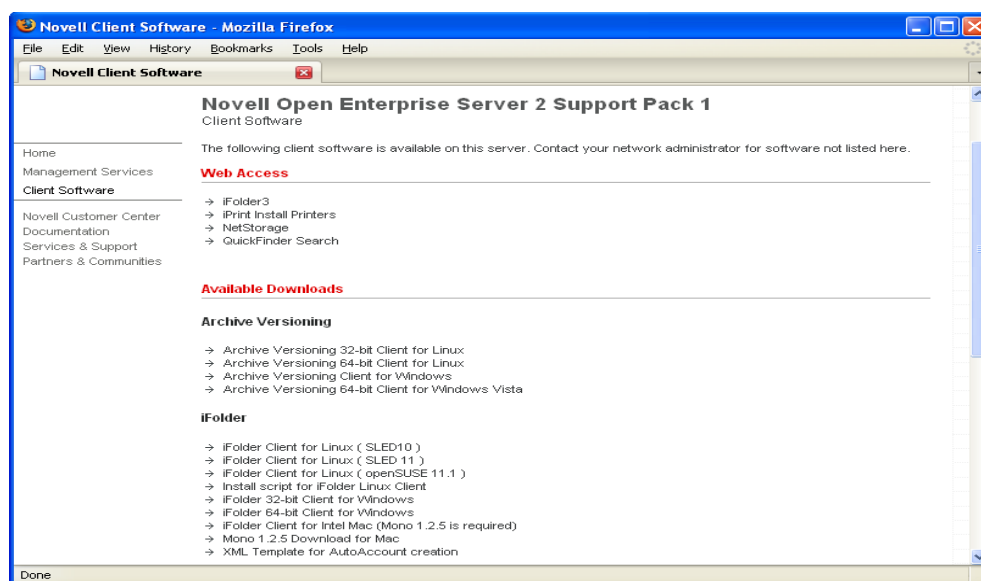 Novell Client Software - Mozilla Firefox
File Edit View History Bookmarks Tools Help
Novell Client Software
Novell Open Enterprise Server 2 Support Pack 1
Client Software
The following client software is available on this server. Contact your network administrator for software not listed here.
Home
Management Services
Client Software
Novell Customer Center
Documentation
Services & Support
Partners & Communities
Web Access
→ iFolder3
→ iPrint Install Printers
→ NetStorage
→ QuickFinder Search
Available Downloads
Archive Versioning
→ Archive Versioning 32-bit Client for Linux
→ Archive Versioning 64-bit Client for Linux
→ Archive Versioning Client for Windows
→ Archive Versioning 64-bit Client for Windows Vista
iFolder
→ iFolder Client for Linux ( SLED10 )
→ iFolder Client for Linux ( SLED 11 )
→ iFolder Client for Linux ( openSUSE 11.1 )
→ Install script for iFolder Linux Client
→ iFolder 32-bit Client for Windows
→ iFolder 64-bit Client for Windows
→ iFolder Client for Intel Mac (Mono 1.2.5 is required)
→ Mono 1.2.5 Download for Mac
→ XML Template for AutoAccount creation
Done